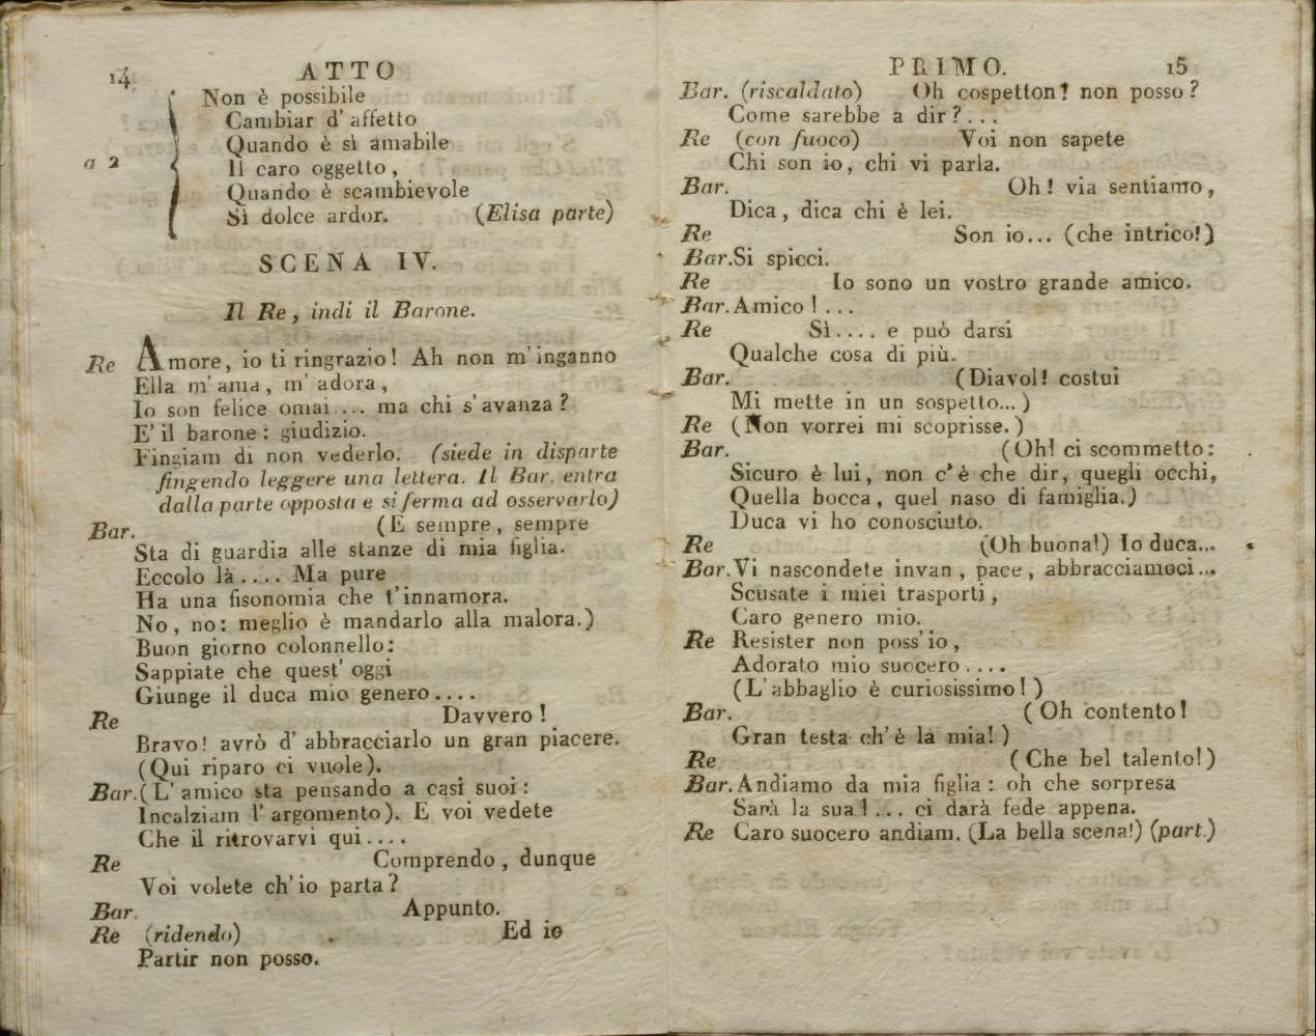 14 ATTO
Non è possibile
Cambiar d' affetto
Quando è sì amabile
a 2 Il caro oggetto,
Quando è scambievole
Sì dolce ardor. (Elisa parte)
SCENA IV.
Il Re, indi il Barone.
Re Amore, io ti ringrazio! Ah non m'inganno
Ella m'ama, m' adora,
Io son felice omai.... ma chi s'avanza?
E' il barone: giudizio.
Fingiam di non vederlo. (siede in disparte
fingendo leggere una lettera. Il Bar. entra
dalla parte opposta e si ferma ad osservarlo)
Bar. (E sempre, sempre
Sta di guardia alle stanze di mia figlia.
Eccolo là.... Ma pure
Ha una fisonomia che t'innamora.
No, no: meglio è mandarlo alla malora.)
Buon giorno colonnello:
Sappiate che quest' oggi
Giunge il duca mio genero....
Re Davvero!
Bravo! avrò d' abbracciarlo un gran piacere.
(Qui riparo ci vuole).
Bar. (L' amico sta pensando a casi suoi:
Incalziam l' argomento). E voi vedete
Che il ritrovarvi qui....
Re Comprendo, dunque
Voi volete ch'io parta?
Bar. Appunto.
Re (ridendo) Ed io
Partir non posso.
PRIMO. 15
Bar. (riscaldato) Oh cospetton! non posso?
Come sarebbe a dir?...
Re (con fuoco) Voi non sapete
Chi son io, chi vi parla.
Bar. Oh! via sentiamo,
Dica, dica chi è lei.
Re Son io... (che intrico!)
Bar. Si spicci.
Re Io sono un vostro grande amico.
Bar. Amico!...
Re Sì.... e può darsi
Qualche cosa di più.
Bar. (Diavol! costui
Mi mette in un sospetto...)
Re (Non vorrei mi scoprisse.)
Bar. (Oh! ci scommetto:
Sicuro è lui, non c'è che dir, quegli occhi,
Quella bocca, quel naso di famiglia.)
Duca vi ho conosciuto.
Re (Oh buona!) Io duca...
Bar. Vi nascondete invan, pace, abbracciamoci...
Scusate i miei trasporti,
Caro genero mio.
Re Resister non poss'io,
Adorato mio suocero....
(L'abbaglio è curiosissimo!)
Bar. (Oh contento!
Gran testa ch'è la mia!)
Re (Che bel talento!)
Bar. Andiamo da mia figlia: oh che sorpresa
Sarà la sua!... ci darà fede appena.
Re Caro suocero andiam. (La bella scena!) (part.)